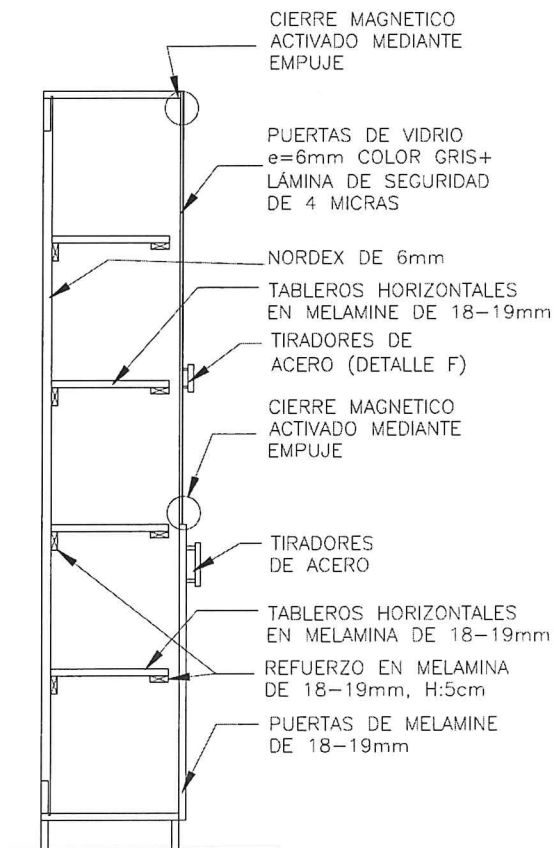 CIERRE MAGNETICO
ACTIVADO MEDIANTE
EMPUJE
PUERTAS DE VIDRIO
e=6mm COLOR GRIS+
LÁMINA DE SEGURIDAD
DE 4 MICRAS
NORDEX DE 6mm
TABLEROS HORIZONTALES
EN MELAMINE DE 18-19mm
TIRADORES DE
ACERO (DETALLE F)
CIERRE MAGNETICO
ACTIVADO MEDIANTE
EMPUJE
TIRADORES
DE ACERO
TABLEROS HORIZONTALES
EN MELAMINA DE 18-19mm
REFUERZO EN MELAMINA
DE 18-19mm, H:5cm
PUERTAS DE MELAMINE
DE 18-19mm